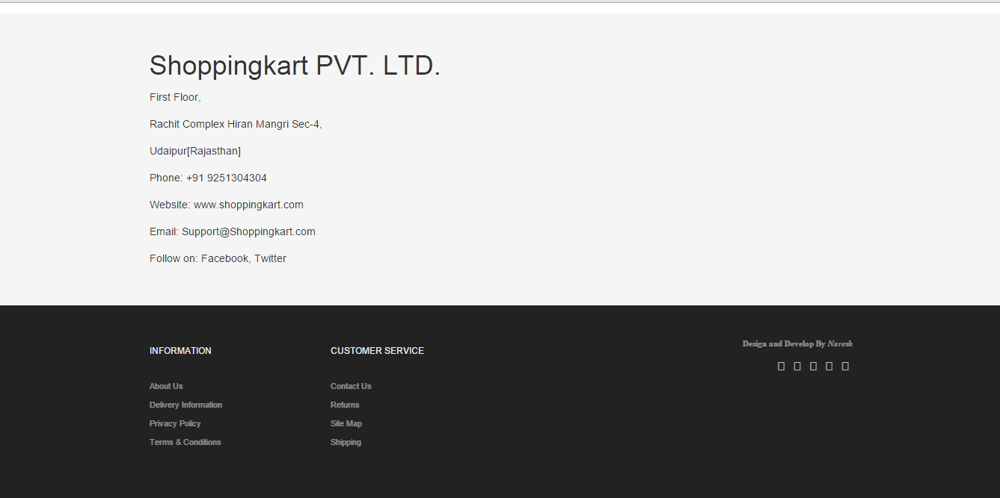 Shoppingkart PVT. LTD.
First Floor,
Rachit Complex Hiran Mangri Sec-4,
Udaipur[Rajasthan]
Phone: +91 9251304304
Website: www.shoppingkart.com
Email: Support@Shoppingkart.com
Follow on: Facebook, Twitter
INFORMATION
About Us
Delivery Information
Privacy Policy
Terms & Conditions
CUSTOMER SERVICE
Contact Us
Returns
Site Map
Shipping
Design and Develop By Naresh